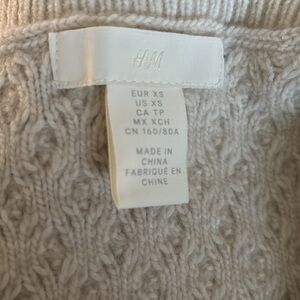 H&M
EUR XS
US XS
CA TP
MX XCH
CN 160/80A
MADE IN
CHINA
FABRIQUÉ EN
CHINE